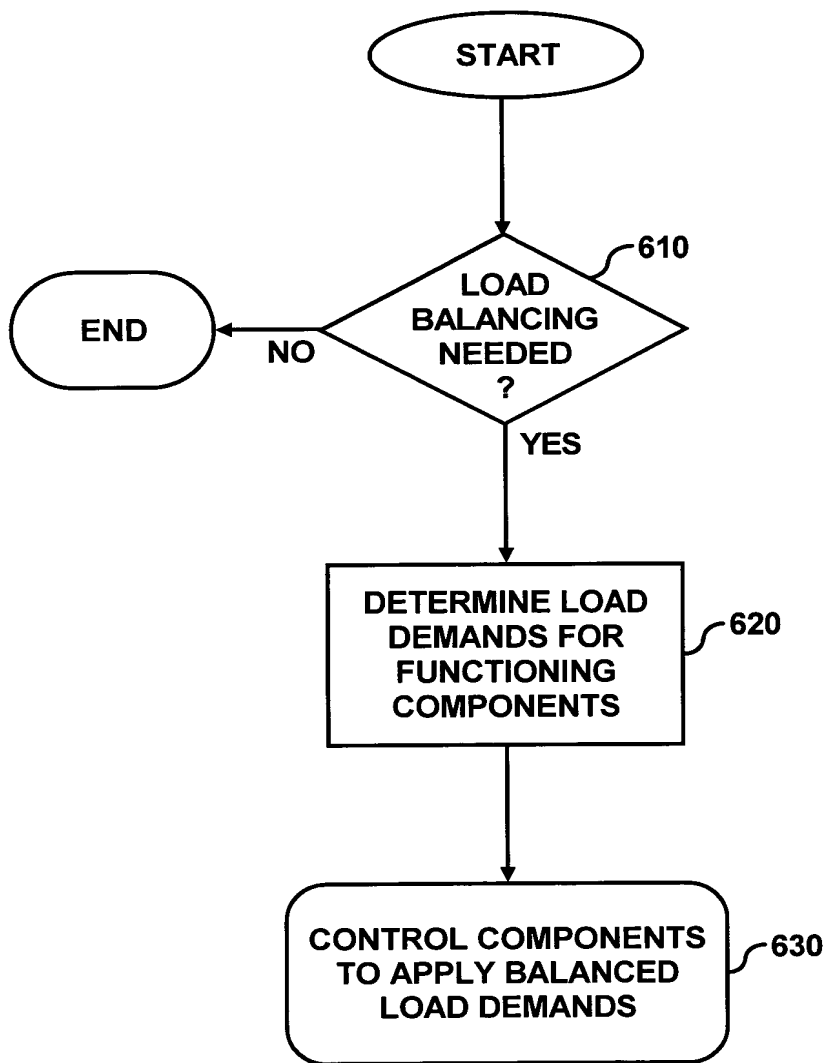 START
610
LOAD
BALANCING
NEEDED
?
END
NO
YES
DETERMINE LOAD
DEMANDS FOR
FUNCTIONING
COMPONENTS
620
CONTROL COMPONENTS
TO APPLY BALANCED
LOAD DEMANDS
630